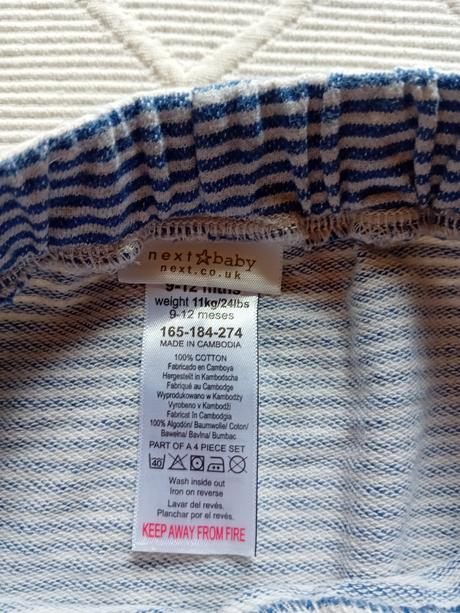 next☆baby
next.co.uk
9-12 mths
weight 11kg/24lbs
9-12 meses
165-184-274
MADE IN CAMBODIA
100% COTTON
Fabricado en Camboya
Hergestellt in Kambodscha
Fabriqué au Cambodge
Wyprodukowano w Kambodży
Vyrobeno v Kambodži
Fabricat în Cambodgia
100% Algodón/ Baumwolle/ Coton/
Bawełna/ Bavlna/ Bumbac
PART OF A 4 PIECE SET
40
Wash inside out
Iron on reverse
Lavar del revés.
Planchar por el revés.
KEEP AWAY FROM FIRE